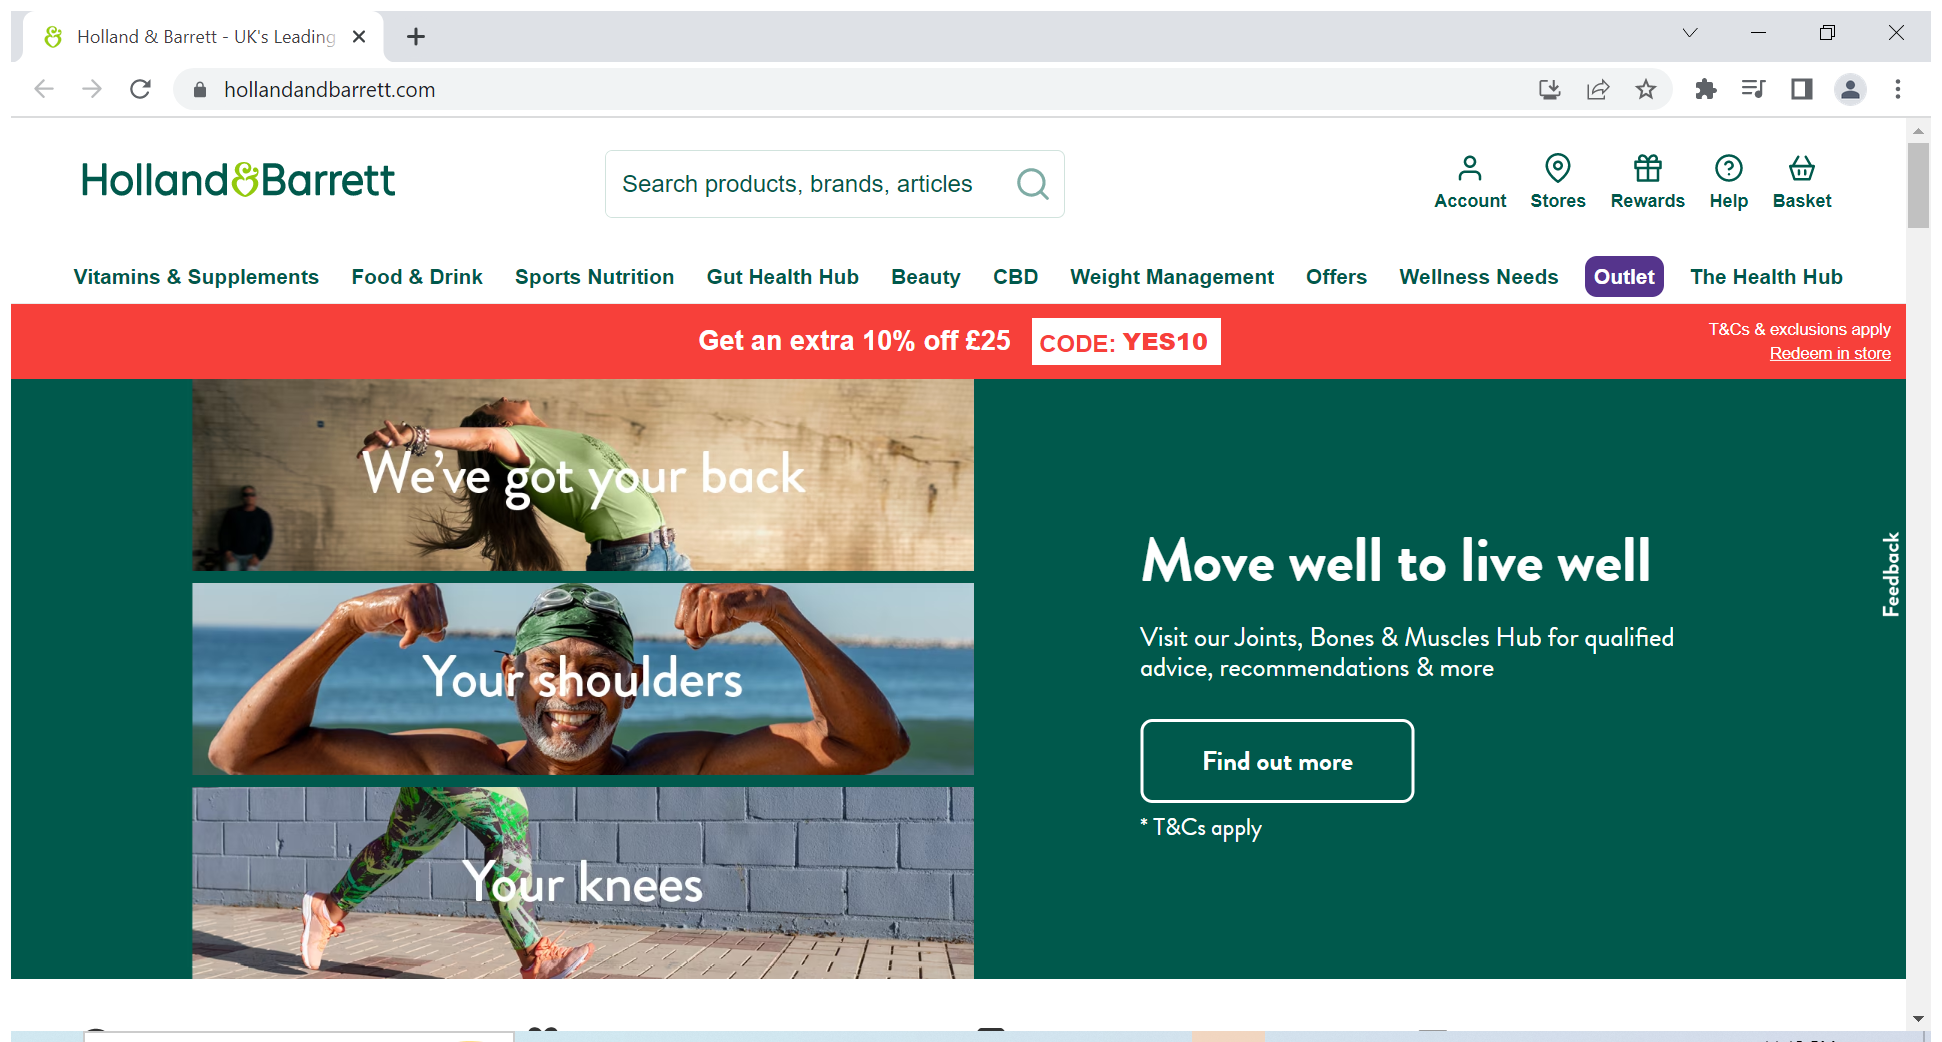 Holland & Barrett - UK's Leading
hollandandbarrett.com
Holland&Barrett
Search products, brands, articles
Account Stores Rewards Help Basket
Vitamins & Supplements Food & Drink Sports Nutrition Gut Health Hub Beauty CBD Weight Management Offers Wellness Needs Outlet The Health Hub
Get an extra 10% off £25 CODE: YES10
T&Cs & exclusions apply
Redeem in store
We've got your back
Your shoulders
Your knees
Move well to live well
Visit our Joints, Bones & Muscles Hub for qualified
advice, recommendations & more
Find out more
* T&Cs apply
Feedback